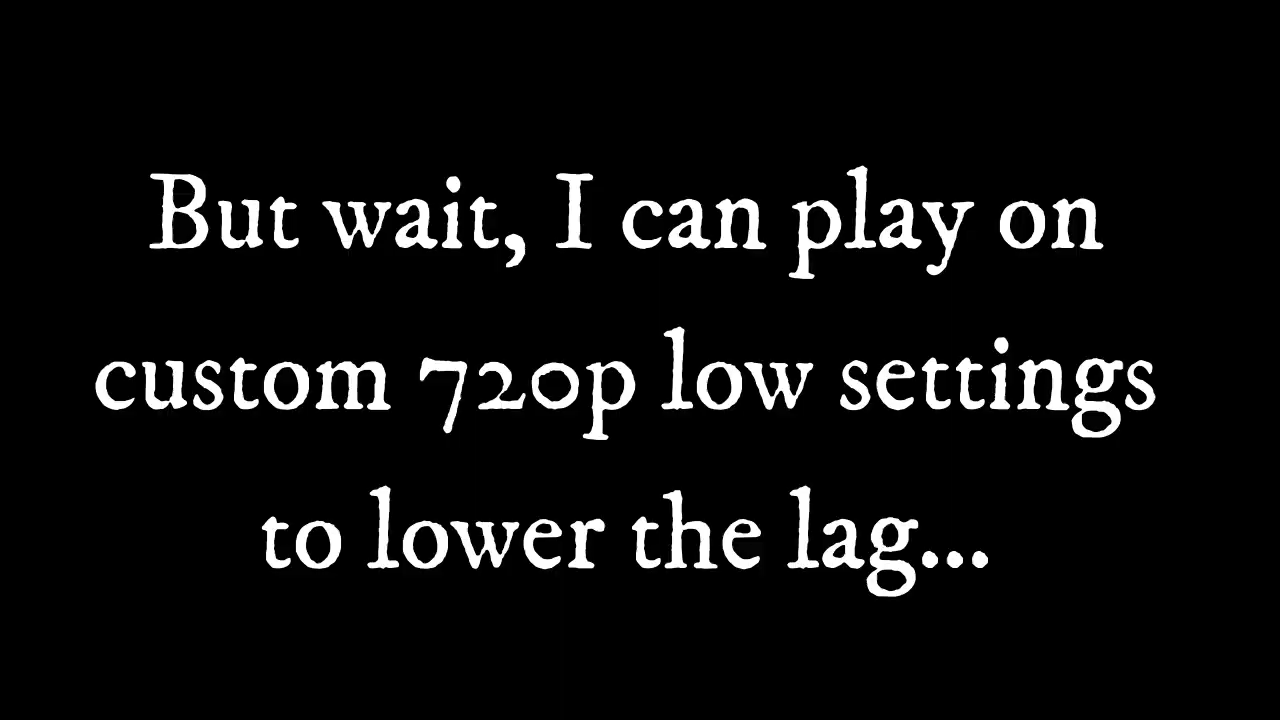 But wait, I can play on
custom 720p low settings
to lower the lag...